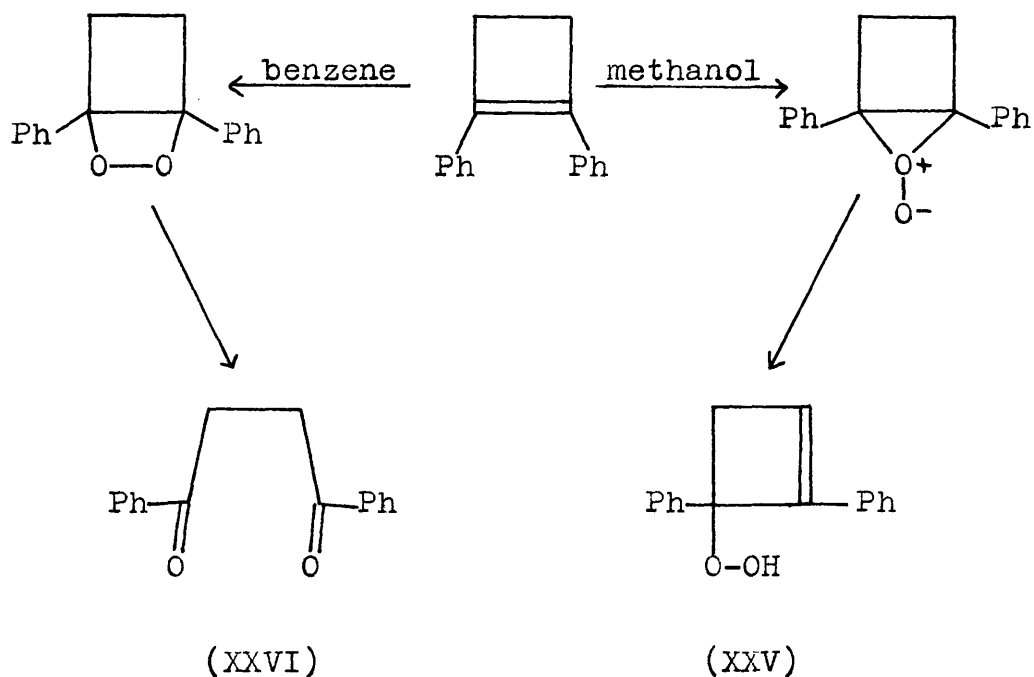 benzene
methanol
Ph
Ph
O
O
Ph
Ph
Ph
Ph
O+
O-
Ph
Ph
O
O
Ph
Ph
O-OH
(XXVI)
(XXV)